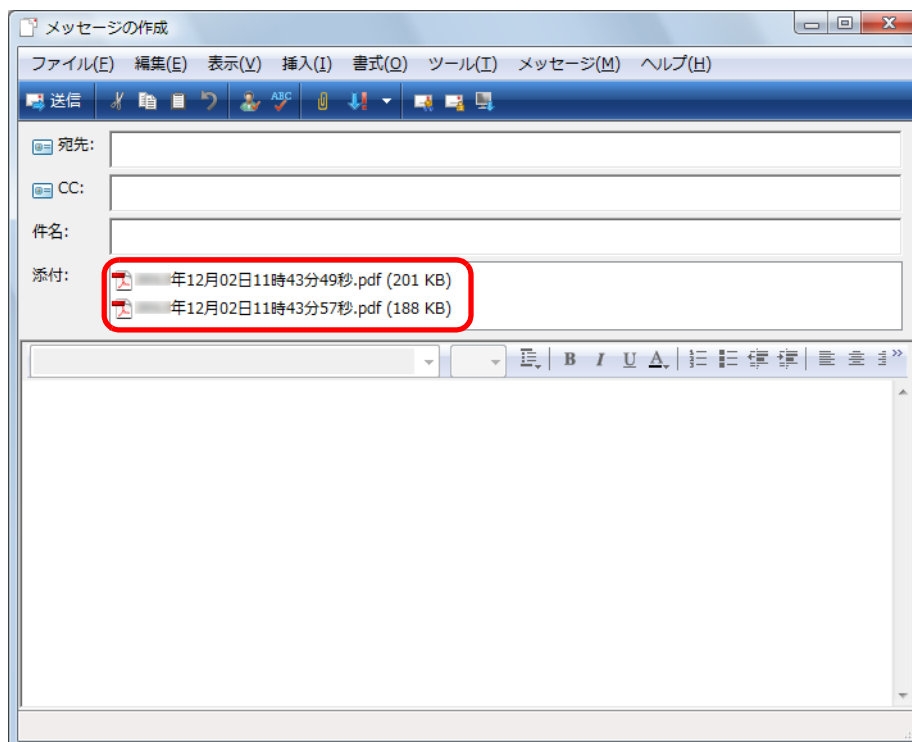 メッセージの作成
ファイル(F) 編集(E) 表示(V) 挿入(I) 書式(O) ツール(T) メッセージ(M) ヘルプ(H)
送信 ABC
宛先:
CC:
件名:
添付: 年12月02日11時43分49秒.pdf (201 KB)
年12月02日11時43分57秒.pdf (188 KB)
B I U A